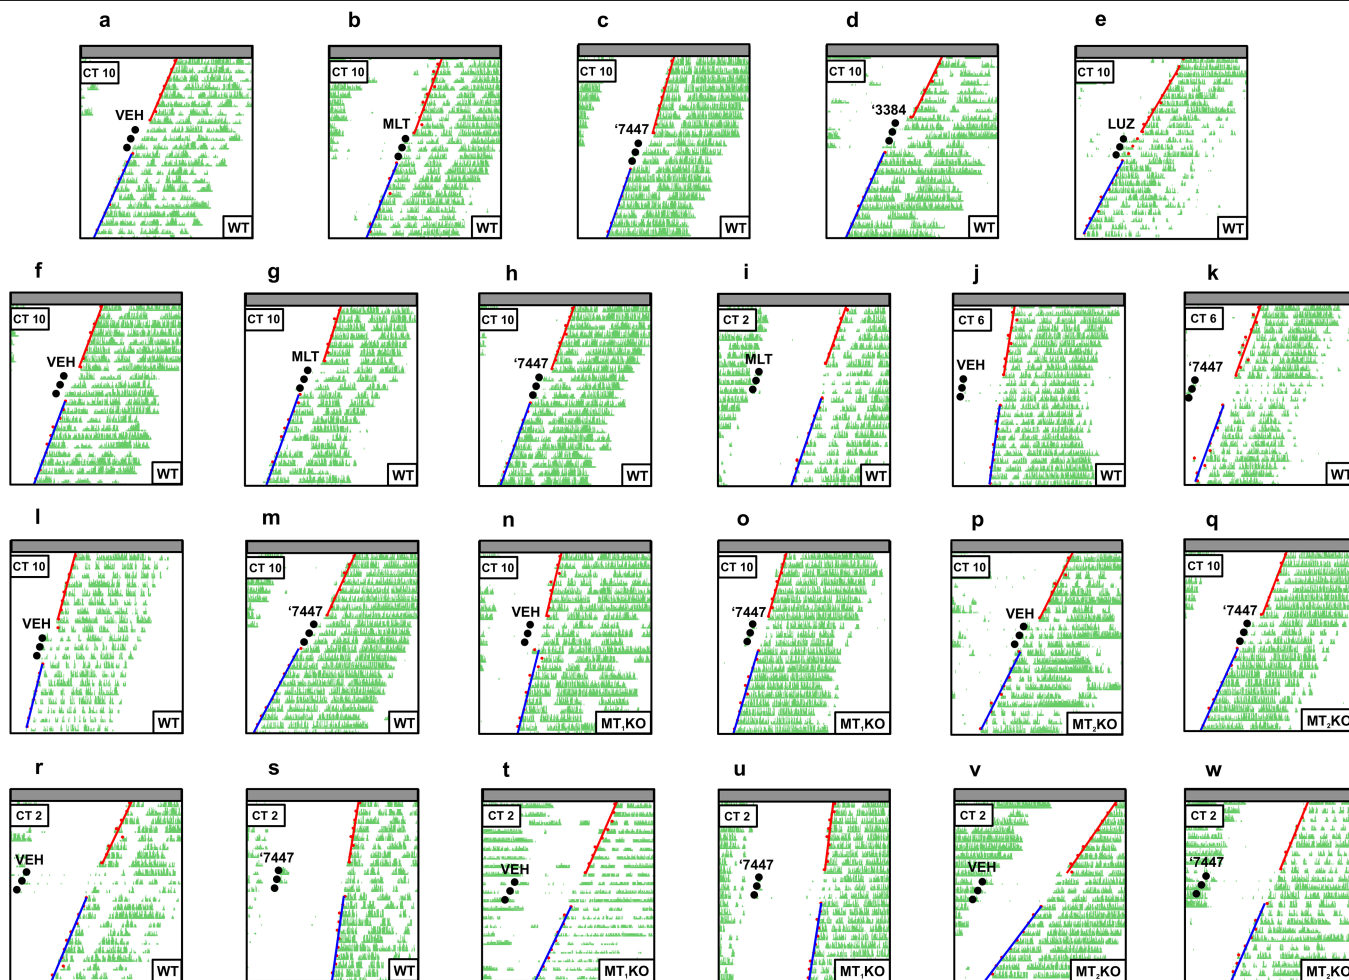 a b c d e
CT 10 CT 10 CT 10 CT 10 CT 10
VEH MLT ‘7447 ‘3384 LUZ
WT WT WT WT WT
f g h i j k
CT 10 CT 10 CT 10 CT 2 CT 6 CT 6
VEH MLT ‘7447 MLT VEH ‘7447
WT WT WT WT WT WT
l m n o p q
CT 10 CT 10 CT 10 CT 10 CT 10 CT 10
VEH ‘7447 VEH ‘7447 VEH ‘7447
WT WT MT₁KO MT₁KO MT₂KO MT₂KO
r s t u v w
CT 2 CT 2 CT 2 CT 2 CT 2 CT 2
VEH ‘7447 VEH ‘7447 VEH ‘7447
WT WT MT₁KO MT₁KO MT₂KO MT₂KO